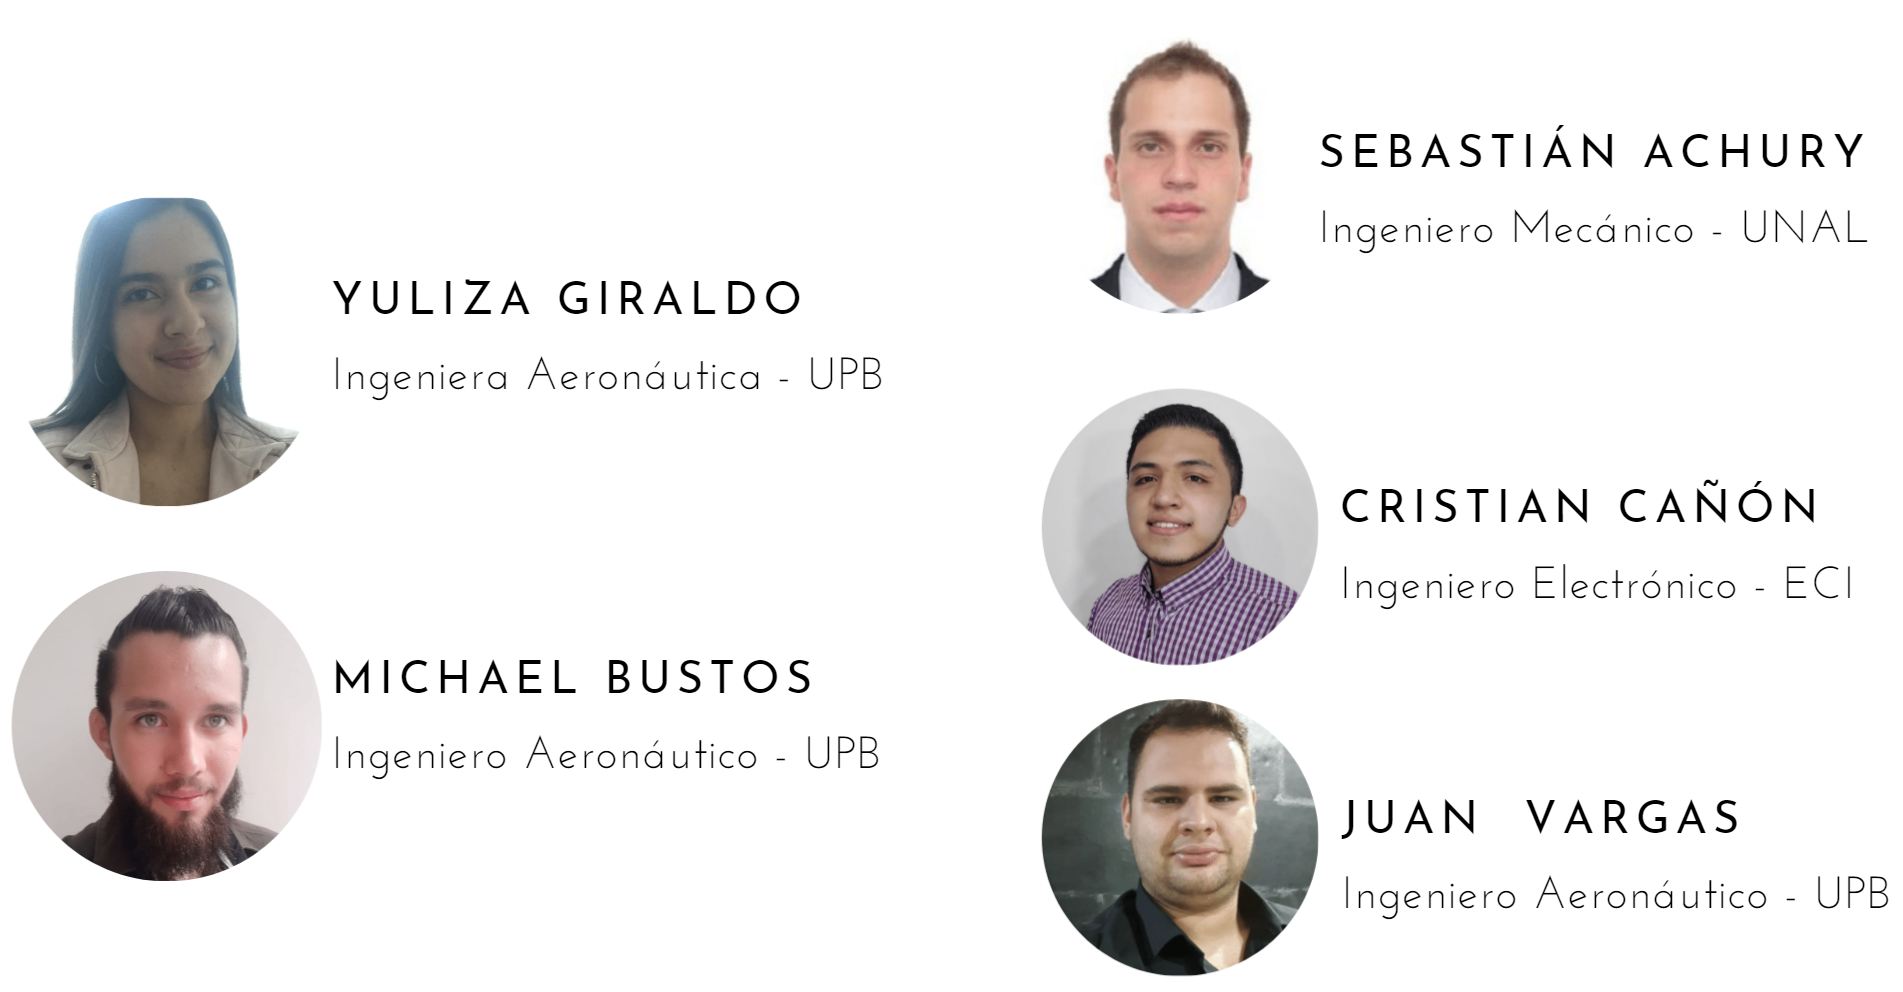 YULIZA GIRALDO
Ingeniera Aeronáutica - UPB
MICHAEL BUSTOS
Ingeniero Aeronáutico - UPB
SEBASTIÁN ACHURY
Ingeniero Mecánico - UNAL
CRISTIAN CAÑÓN
Ingeniero Electrónico - ECI
JUAN VARGAS
Ingeniero Aeronáutico - UPB